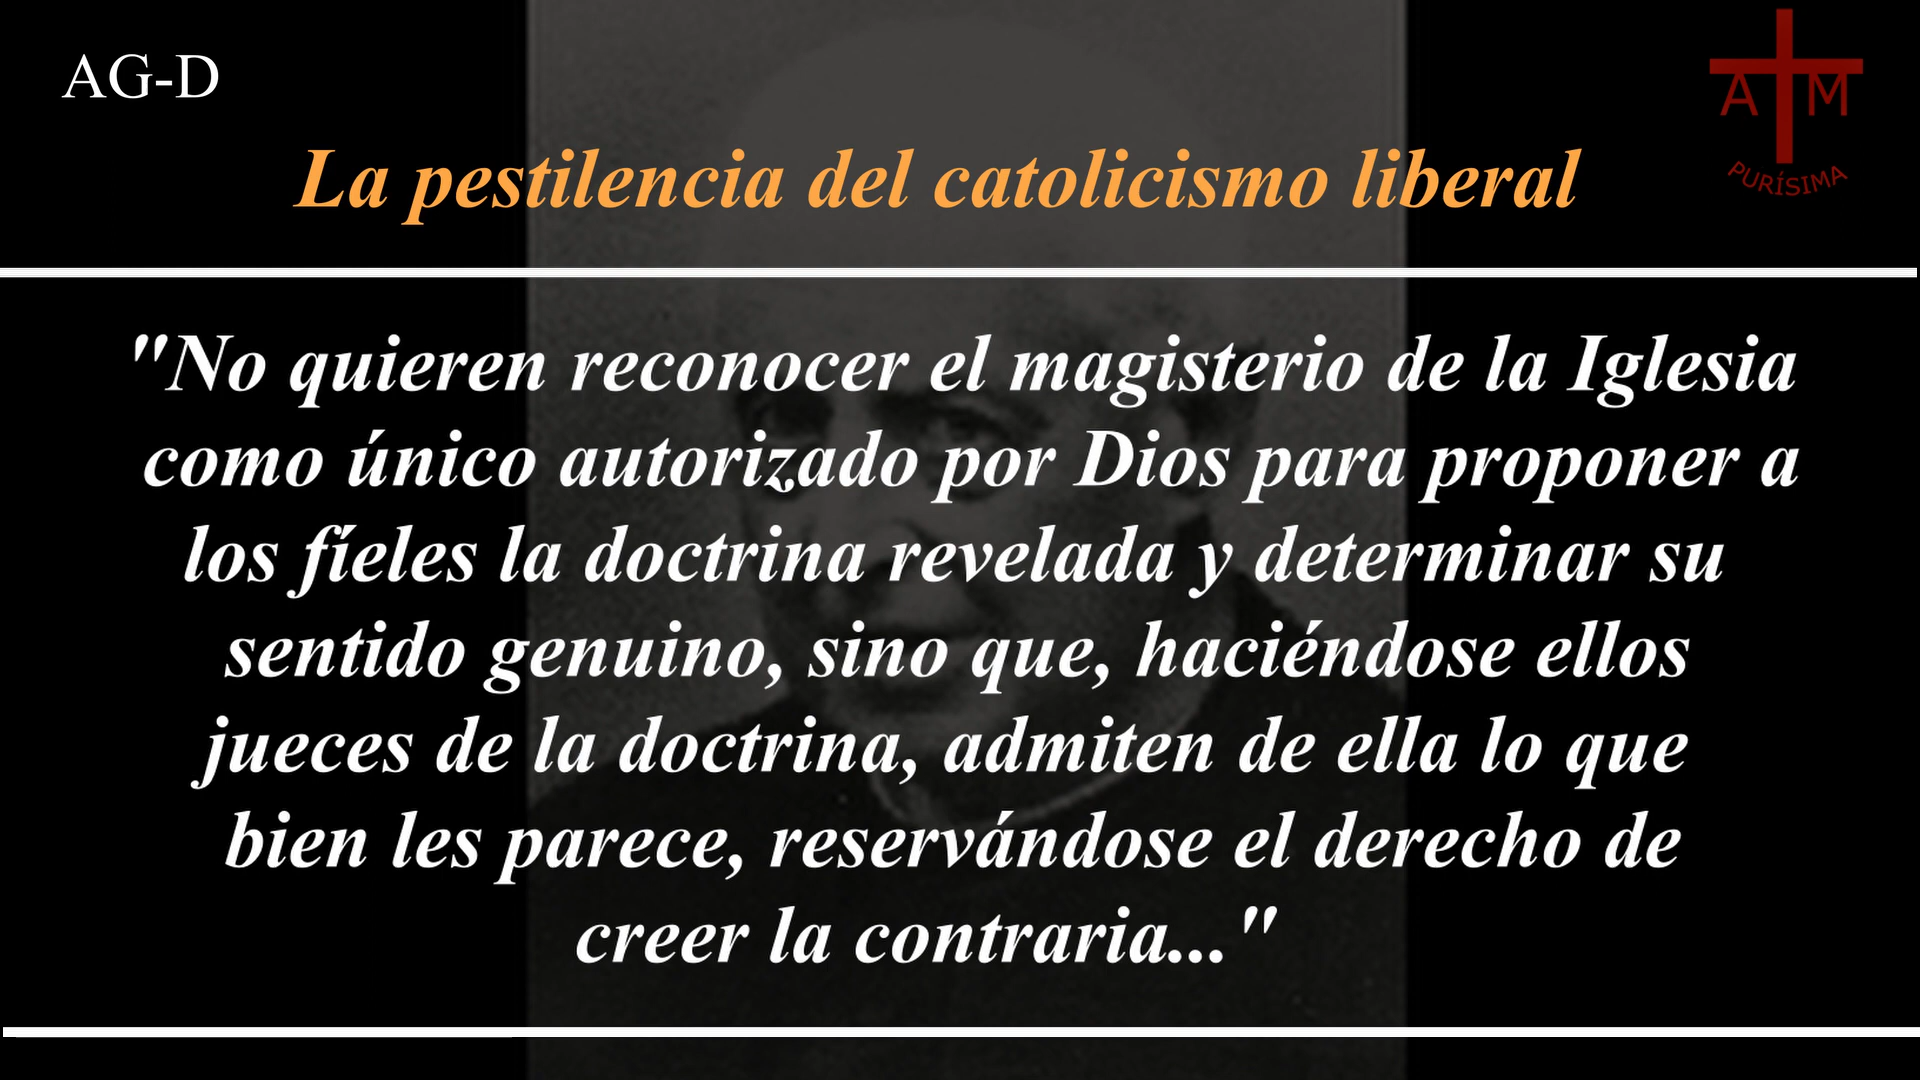 AG-D
A M
PURÍSIMA
La pestilencia del catolicismo liberal
"No quieren reconocer el magisterio de la Iglesia
como único autorizado por Dios para proponer a
los fíeles la doctrina revelada y determinar su
sentido genuino, sino que, haciéndose ellos
jueces de la doctrina, admiten de ella lo que
bien les parece, reservándose el derecho de
creer la contraria..."